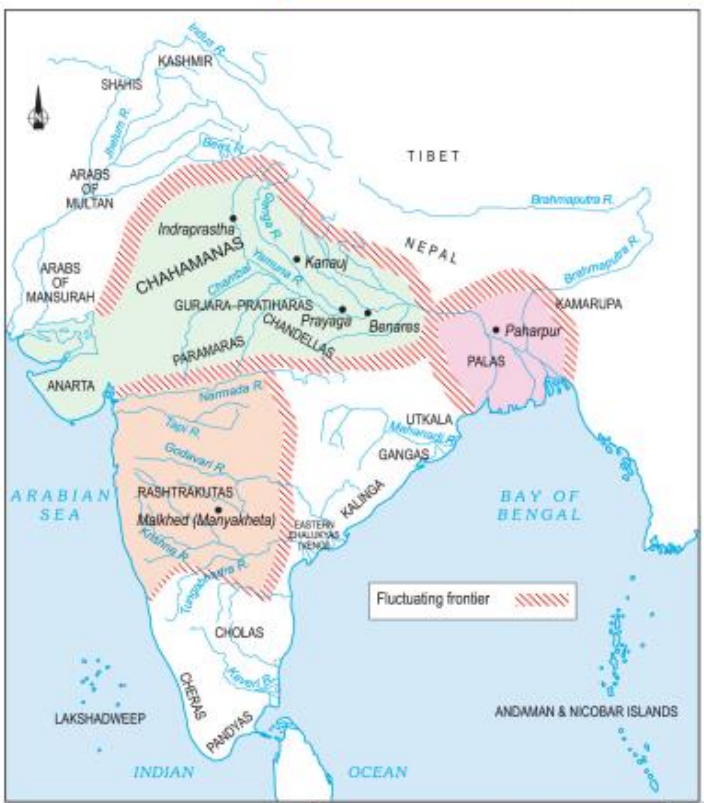 Indus R.
KASHMIR
SHAHIS
N
Jhelum R.
Beas R.
TIBET
ARABS
OF
MULTAN
Brahmaputra R.
Ganga R.
Indraprastha
NEPAL
CHAHAMANAS
Kanauj
Brahmaputra R.
ARABS
OF
MANSURAH
Chambal
Yamuna R.
KAMARUPA
GURJARA-PRATIHARAS
Prayaga
Benares
Paharpur
CHANDELLAS
PARAMARAS
PALAS
ANARTA
Narmada R.
Tapi R.
UTKALA
Mahanadi R.
Godavari R.
GANGAS
ARABIAN
SEA
RASHTRAKUTAS
KALINGA
BAY OF
BENGAL
Malkhed (Manyakheta)
EASTERN
CHALUKYAS
(VENGI)
Krishna R.
Tungabhadra R.
Fluctuating frontier
CHOLAS
Kaveri R.
CHERAS
LAKSHADWEEP
PANDYAS
ANDAMAN & NICOBAR ISLANDS
INDIAN OCEAN